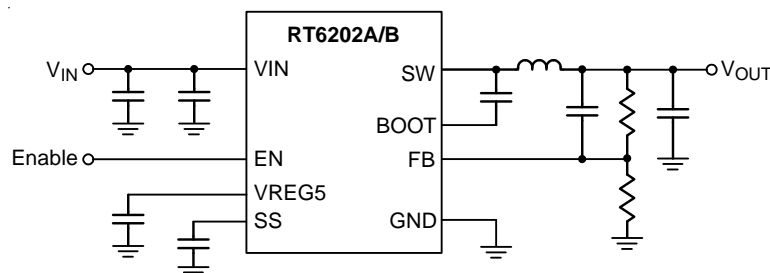 RT6202A/B
VIN
VIN
SW
VOUT
BOOT
Enable
EN
FB
VREG5
SS
GND